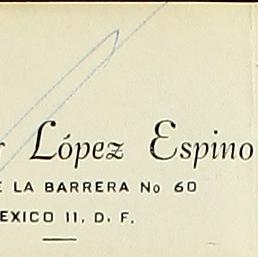 López Espino
LA BARRERA No 60
EXICO 11, D. F.